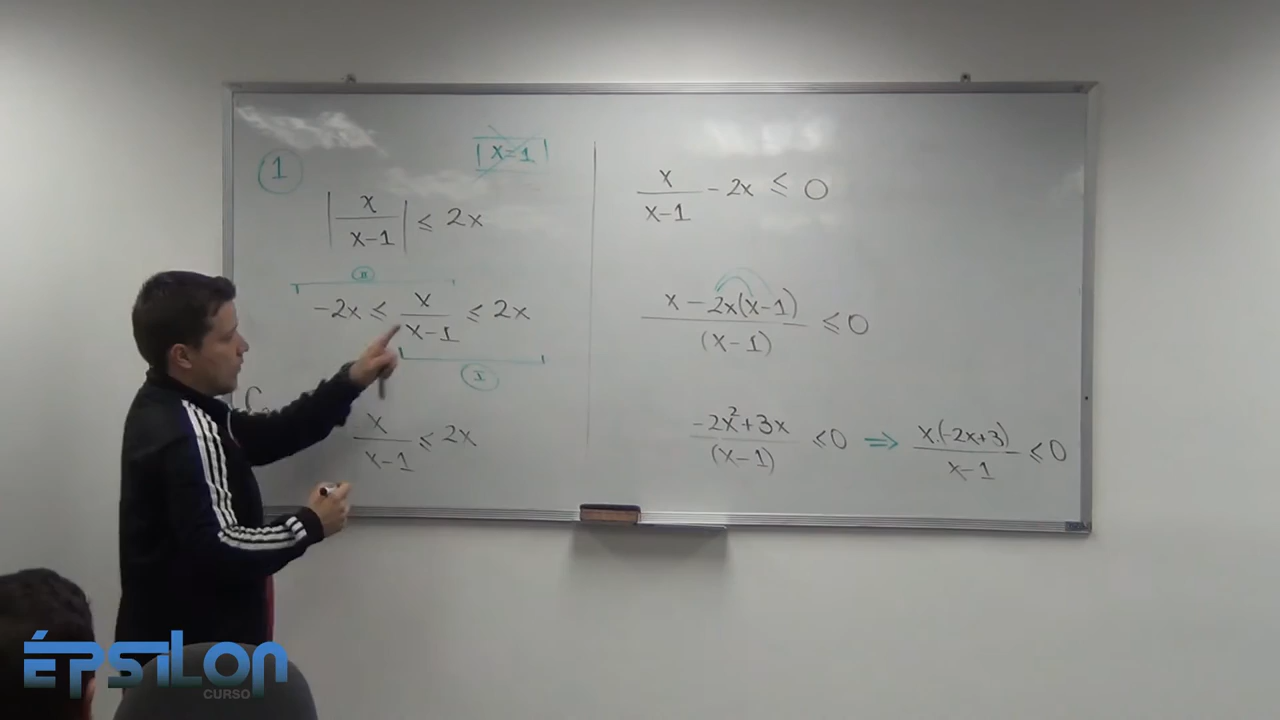 1
x=1
|x/(x-1)| ≤ 2x
II
-2x ≤ x/(x-1) ≤ 2x
I
x/(x-1) ≤ 2x
x/(x-1) - 2x ≤ 0
(x - 2x(x-1))/(x-1) ≤ 0
(-2x²+3x)/(x-1) ≤ 0 ⇒ (x.(-2x+3))/(x-1) ≤ 0
ÉPSILON
CURSO